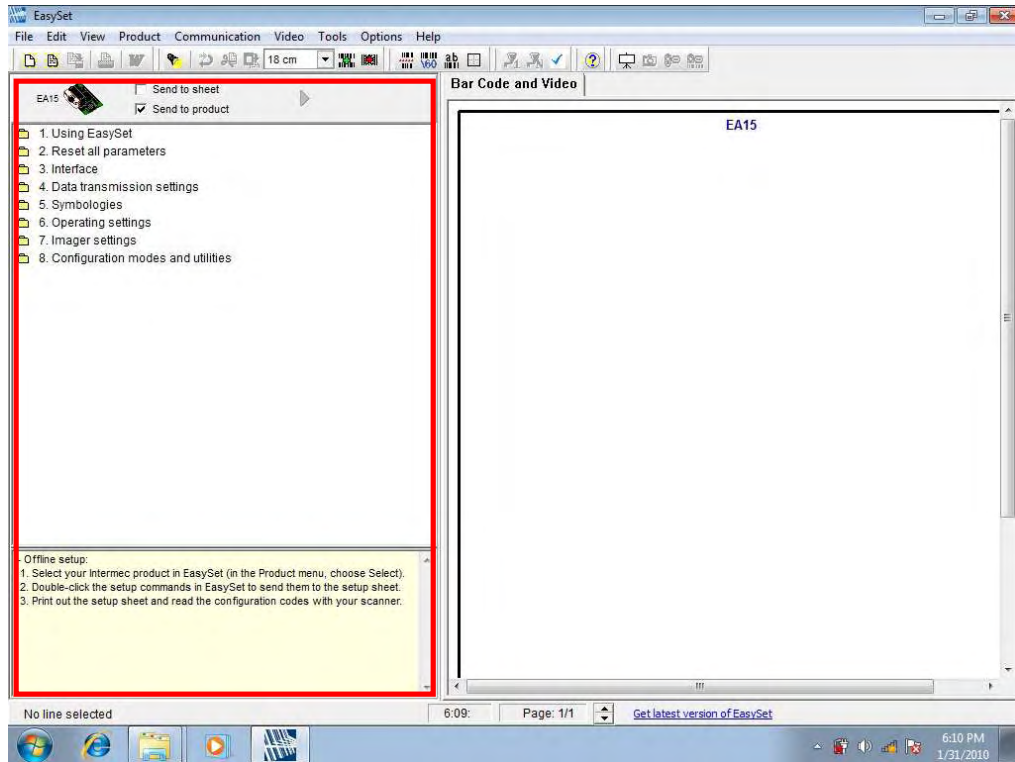 EasySet
File Edit View Product Communication Video Tools Options Help
18 cm
EA15
Send to sheet
Send to product
1. Using EasySet
2. Reset all parameters
3. Interface
4. Data transmission settings
5. Symbologies
6. Operating settings
7. Imager settings
8. Configuration modes and utilities
- Offline setup:
1. Select your Intermec product in EasySet (in the Product menu, choose Select).
2. Double-click the setup commands in EasySet to send them to the setup sheet.
3. Print out the setup sheet and read the configuration codes with your scanner.
Bar Code and Video
EA15
No line selected
6:09:
Page: 1/1
Get latest version of EasySet
6:10 PM
1/31/2010